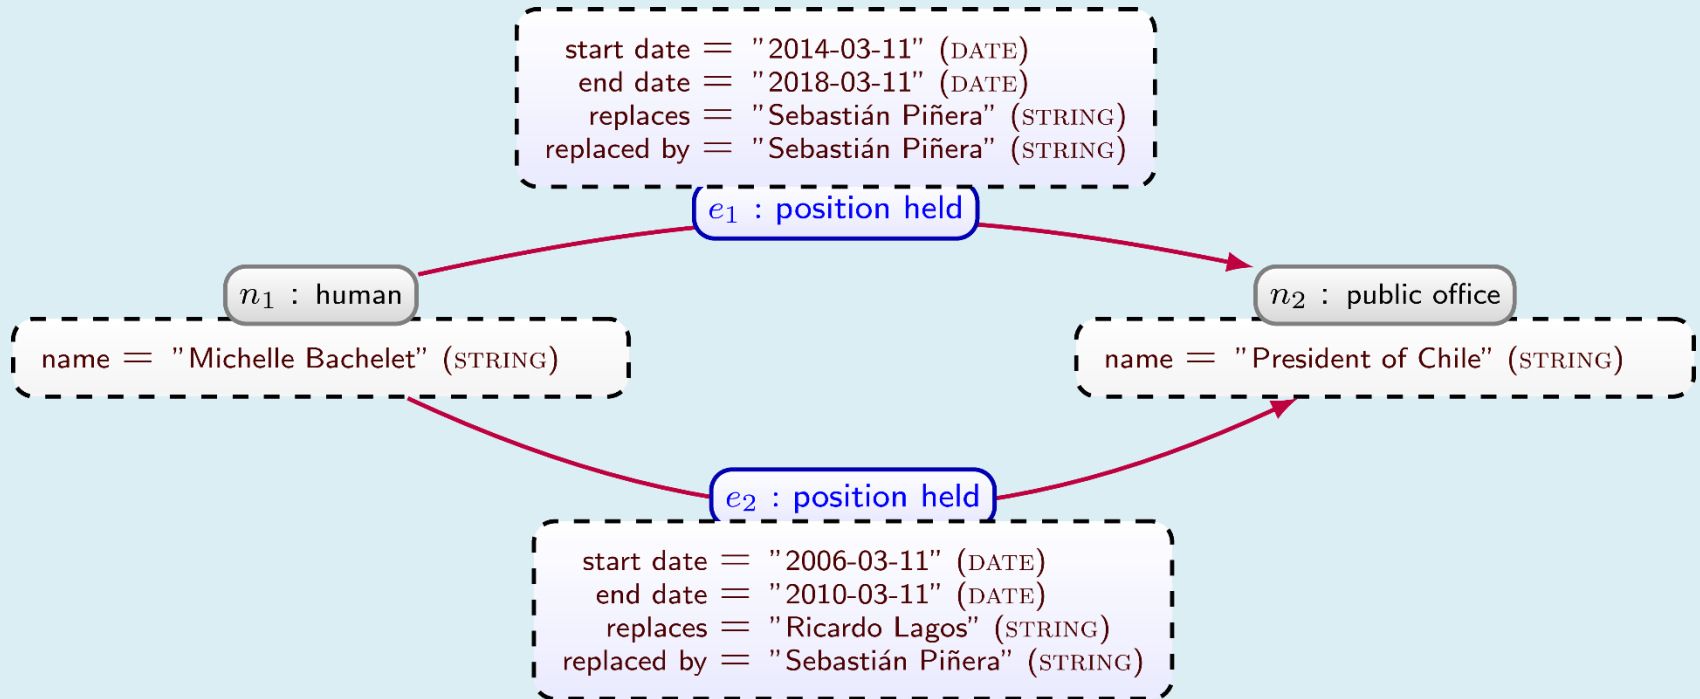 start date = "2014-03-11" (DATE)
end date = "2018-03-11" (DATE)
replaces = "Sebastián Piñera" (STRING)
replaced by = "Sebastián Piñera" (STRING)
e₁ : position held
n₁ : human
name = "Michelle Bachelet" (STRING)
n₂ : public office
name = "President of Chile" (STRING)
e₂ : position held
start date = "2006-03-11" (DATE)
end date = "2010-03-11" (DATE)
replaces = "Ricardo Lagos" (STRING)
replaced by = "Sebastián Piñera" (STRING)